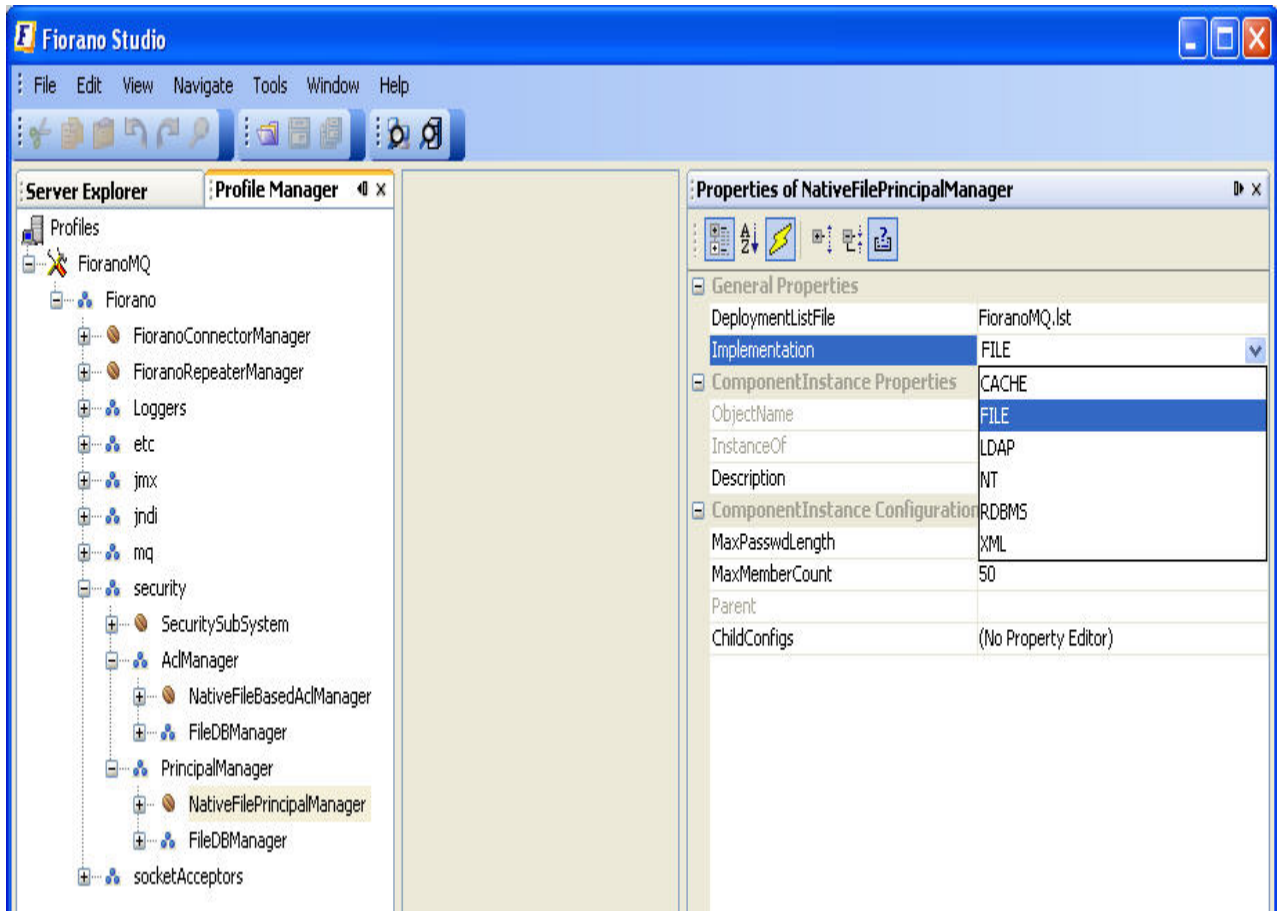 Fiorano Studio
File Edit View Navigate Tools Window Help
Server Explorer
Profile Manager
Profiles
FioranoMQ
Fiorano
FioranoConnectorManager
FioranoRepeaterManager
Loggers
etc
jmx
jndi
mq
security
SecuritySubSystem
AclManager
NativeFileBasedAclManager
FileDBManager
PrincipalManager
NativeFilePrincipalManager
FileDBManager
socketAcceptors
Properties of NativeFilePrincipalManager
General Properties
DeploymentListFile FioranoMQ.lst
Implementation FILE
ComponentInstance Properties CACHE
ObjectName FILE
InstanceOf LDAP
Description NT
ComponentInstance Configuration RDBMS
MaxPasswdLength XML
MaxMemberCount 50
Parent
ChildConfigs (No Property Editor)